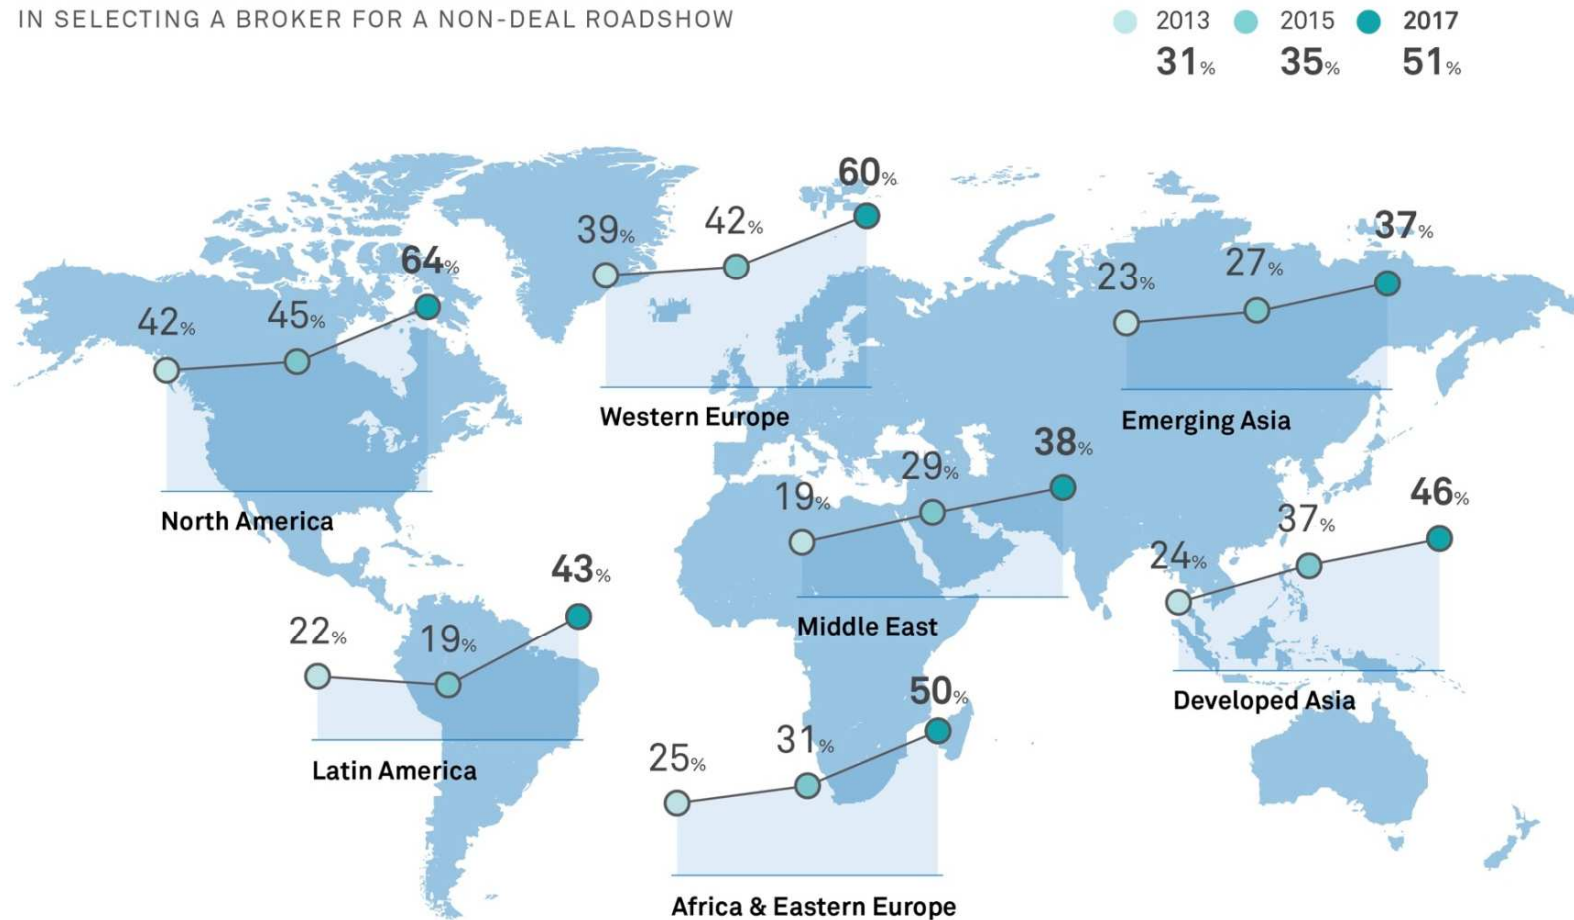 IN SELECTING A BROKER FOR A NON-DEAL ROADSHOW
2013 2015 2017
31% 35% 51%
42% 45% 64%
North America
39% 42% 60%
Western Europe
23% 27% 37%
Emerging Asia
19% 29% 38%
Middle East
24% 37% 46%
Developed Asia
22% 19% 43%
Latin America
25% 31% 50%
Africa & Eastern Europe